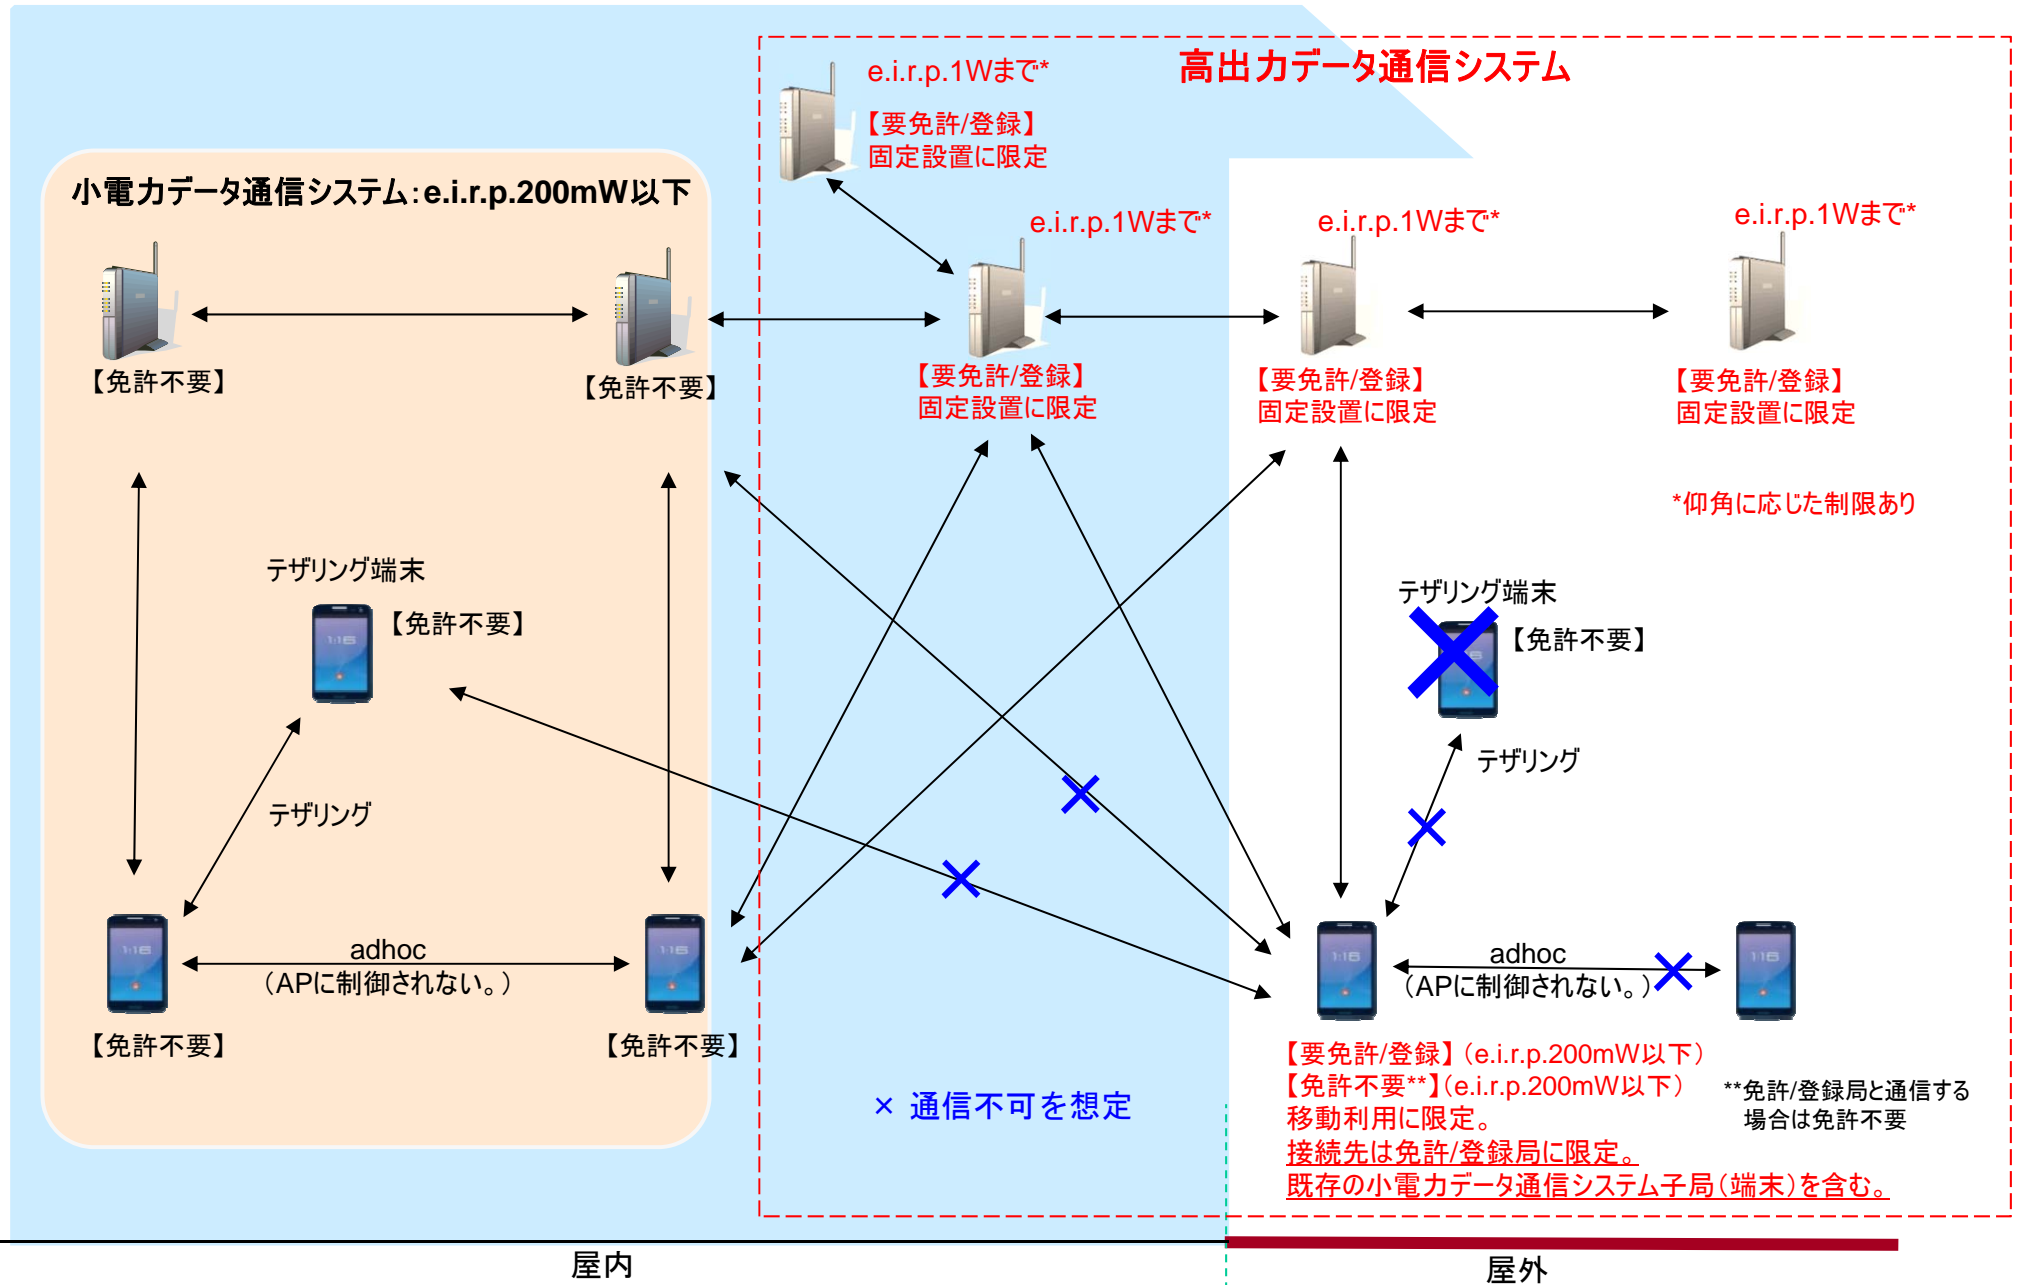 高出力データ通信システム
e.i.r.p.1Wまで*
【要免許/登録】
固定設置に限定
小電力データ通信システム：e.i.r.p.200mW以下
e.i.r.p.1Wまで*
e.i.r.p.1Wまで*
e.i.r.p.1Wまで*
【免許不要】
【免許不要】
【要免許/登録】
固定設置に限定
【要免許/登録】
固定設置に限定
【要免許/登録】
固定設置に限定
*仰角に応じた制限あり
テザリング端末
【免許不要】
テザリング端末
【免許不要】
テザリング
テザリング
adhoc
（APに制御されない。）
adhoc
（APに制御されない。）
【免許不要】
【免許不要】
× 通信不可を想定
【要免許/登録】（e.i.r.p.200mW以下）
【免許不要**】（e.i.r.p.200mW以下）
移動利用に限定。
接続先は免許/登録局に限定。
既存の小電力データ通信システム子局（端末）を含む。
**免許/登録局と通信する
場合は免許不要
屋内
屋外
1:16
1:16
1:16
1:16
1:16